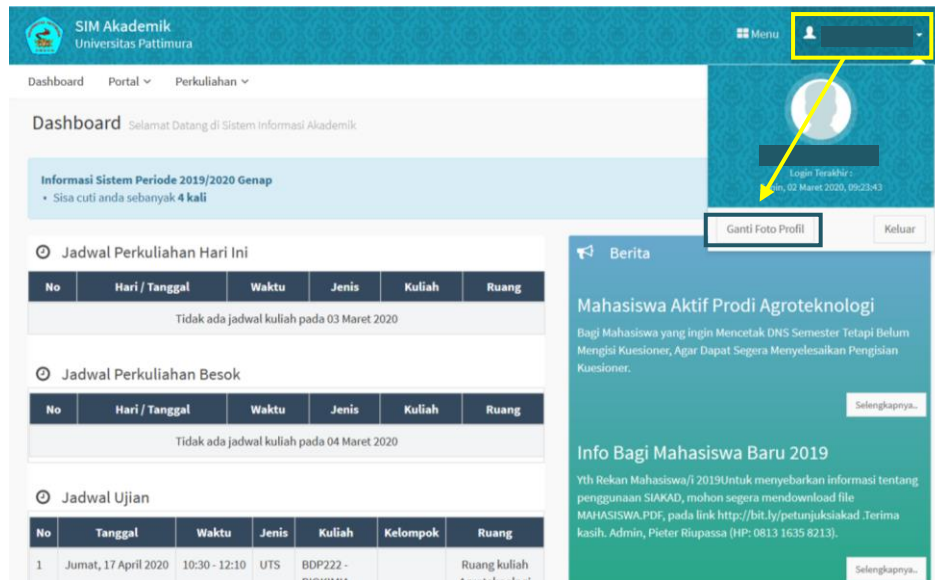 SIM Akademik
Universitas Pattimura
Menu
Dashboard Portal Perkuliahan
Dashboard Selamat Datang di Sistem Informasi Akademik
Informasi Sistem Periode 2019/2020 Genap
• Sisa cuti anda sebanyak 4 kali
Login Terakhir :
02 Maret 2020, 09:23:43
Ganti Foto Profil Keluar
Jadwal Perkuliahan Hari Ini
No Hari / Tanggal Waktu Jenis Kuliah Ruang
Tidak ada jadwal kuliah pada 03 Maret 2020
Jadwal Perkuliahan Besok
No Hari / Tanggal Waktu Jenis Kuliah Ruang
Tidak ada jadwal kuliah pada 04 Maret 2020
Jadwal Ujian
No Tanggal Waktu Jenis Kuliah Kelompok Ruang
1 Jumat, 17 April 2020 10:30 - 12:10 UTS BDP222 - Ruang kuliah
Berita
Mahasiswa Aktif Prodi Agroteknologi
Bagi Mahasiswa yang ingin Mencetak DNS Semester Tetapi Belum
Mengisi Kuesioner, Agar Dapat Segera Menyelesaikan Pengisian
Kuesioner.
Selengkapnya..
Info Bagi Mahasiswa Baru 2019
Yth Rekan Mahasiswa/i 2019Untuk menyebarkan informasi tentang
penggunaan SIAKAD, mohon segera mendownload file
MAHASISWA.PDF, pada link http://bit.ly/petunjuksiakad .Terima
kasih. Admin, Pieter Riupassa (HP: 0813 1635 8213).
Selengkapnya..